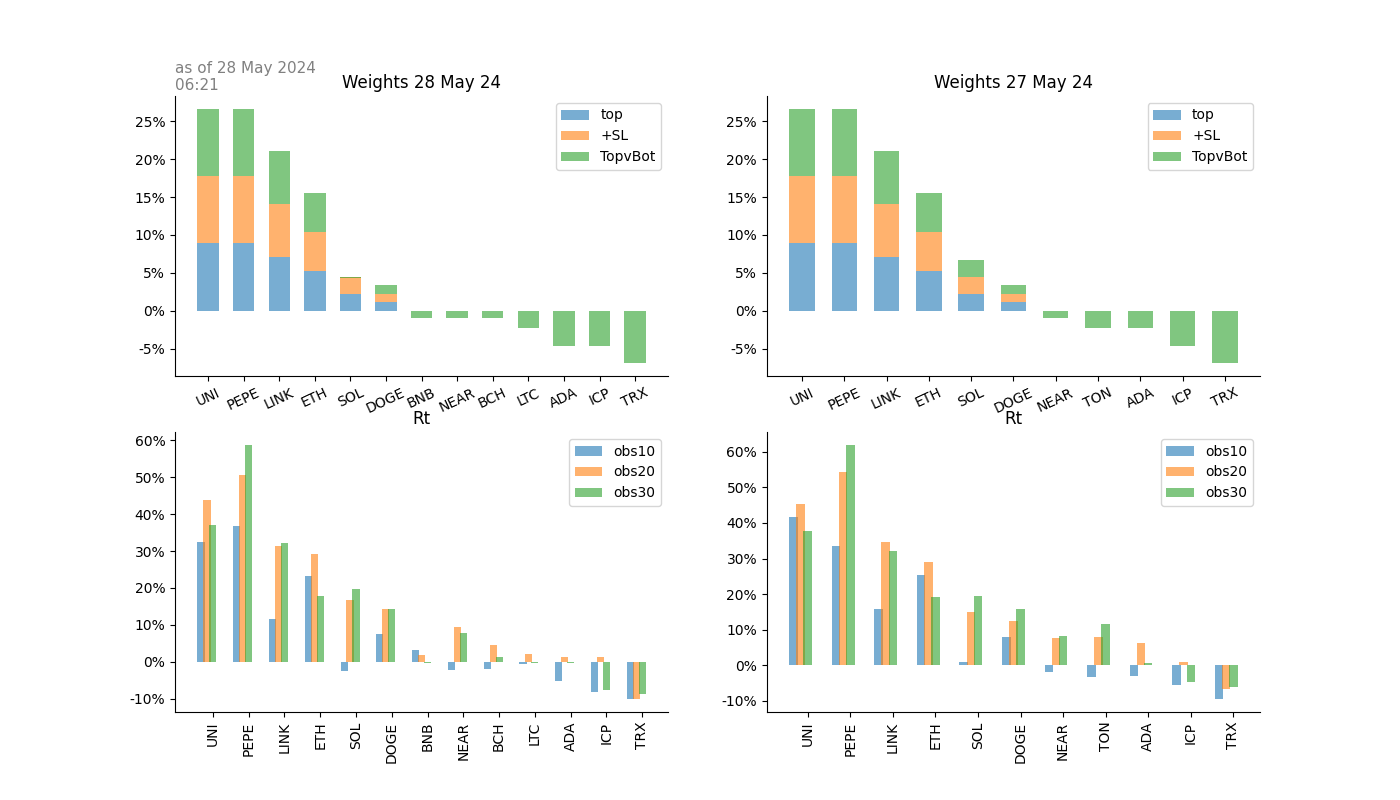 as of 28 May 2024
06:21
Weights 28 May 24
25%
20%
15%
10%
5%
0%
-5%
top
+SL
TopvBot
UNI PEPE LINK ETH SOL DOGE BNB NEAR BCH LTC ADA ICP TRX
Weights 27 May 24
25%
20%
15%
10%
5%
0%
-5%
top
+SL
TopvBot
UNI PEPE LINK ETH SOL DOGE NEAR TON ADA ICP TRX
Rt
60%
50%
40%
30%
20%
10%
0%
-10%
obs10
obs20
obs30
UNI PEPE LINK ETH SOL DOGE BNB NEAR BCH LTC ADA ICP TRX
Rt
60%
50%
40%
30%
20%
10%
0%
-10%
obs10
obs20
obs30
UNI PEPE LINK ETH SOL DOGE NEAR TON ADA ICP TRX